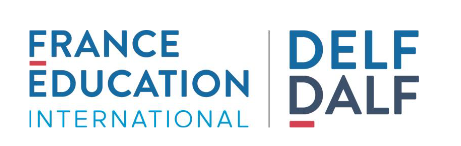 FRANCE
EDUCATION
INTERNATIONAL
DELF
DALF